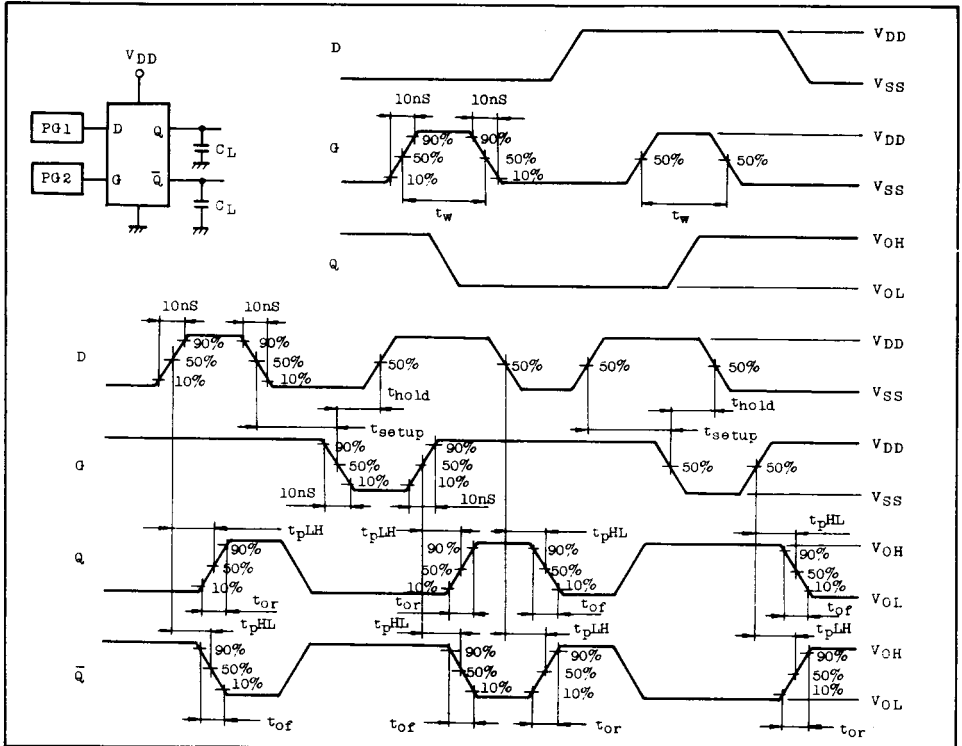 VDD
PG1
D
Q
CL
PG2
G
Q̅
CL
D
VDD
VSS
10nS 10nS
G
90% 90%
50% 50%
10% 10%
50% 50%
VDD
VSS
tw tw
Q
VOH
VOL
10nS 10nS
D
90% 90%
50% 50%
10% 10%
50% 50% 50% 50%
VDD
VSS
thold thold
tsetup tsetup
G
90% 90%
50% 50%
10% 10%
50% 50%
VDD
VSS
10nS 10nS
tpLH tpLH tpHL tpHL
Q
90% 90% 90% 90%
50% 50% 50% 50%
10% 10% 10% 10%
VOH
VOL
tor tor tof tof
tpHL tpHL tpLH tpLH
Q̅
90% 90% 90% 90%
50% 50% 50% 50%
10% 10% 10% 10%
VOH
VOL
tof tof tor tor